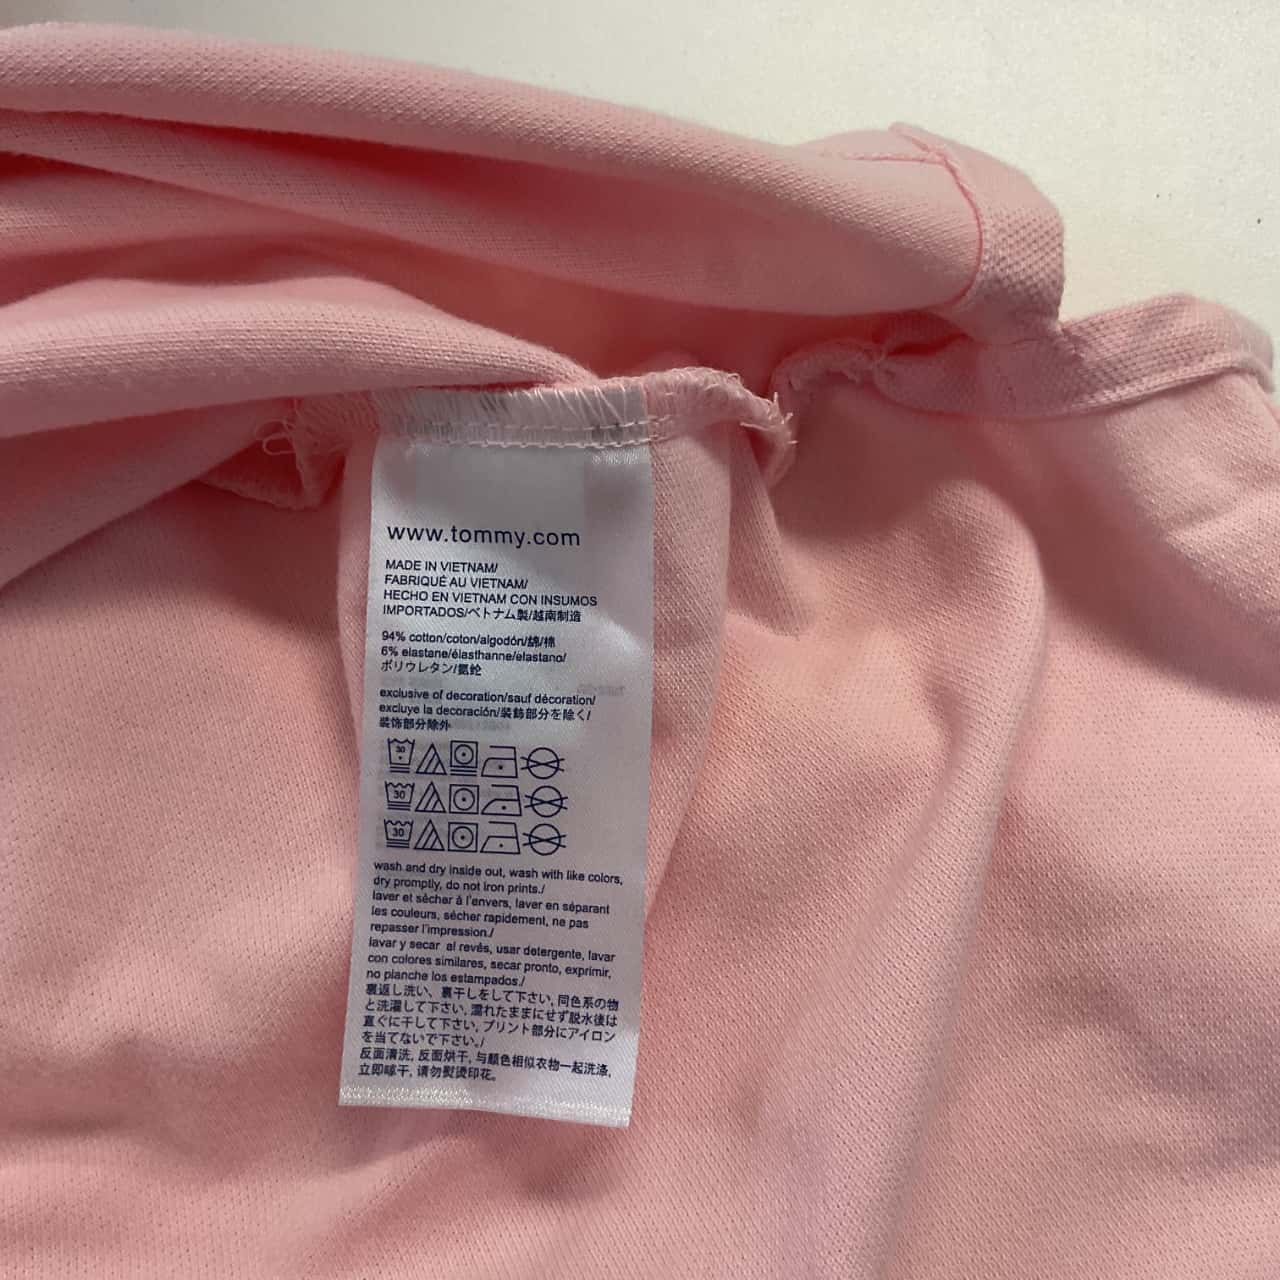 www.tommy.com
MADE IN VIETNAM/
FABRIQUÉ AU VIETNAM/
HECHO EN VIETNAM CON INSUMOS
IMPORTADOS/ベトナム製/越南制造
94% cotton/coton/algodón/綿/棉
6% elastane/élasthanne/elastano/
ポリウレタン/氨纶
exclusive of decoration/sauf décoration/
excluye la decoración/装飾部分を除く/
装饰部分除外
30
30
30
wash and dry inside out, wash with like colors,
dry promptly, do not iron prints./
laver et sécher à l'envers, laver en séparant
les couleurs, sécher rapidement, ne pas
repasser l'impression./
lavar y secar al revés, usar detergente, lavar
con colores similares, secar pronto, exprimir,
no planche los estampados./
裏返し洗い、裏干しをして下さい, 同色系の物
と洗濯して下さい, 濡れたままにせず脱水後は
直ぐに干して下さい, プリント部分にアイロン
を当てないで下さい。/
反面清洗, 反面烘干, 与颜色相似衣物一起洗涤,
立即晾干, 请勿熨烫印花。